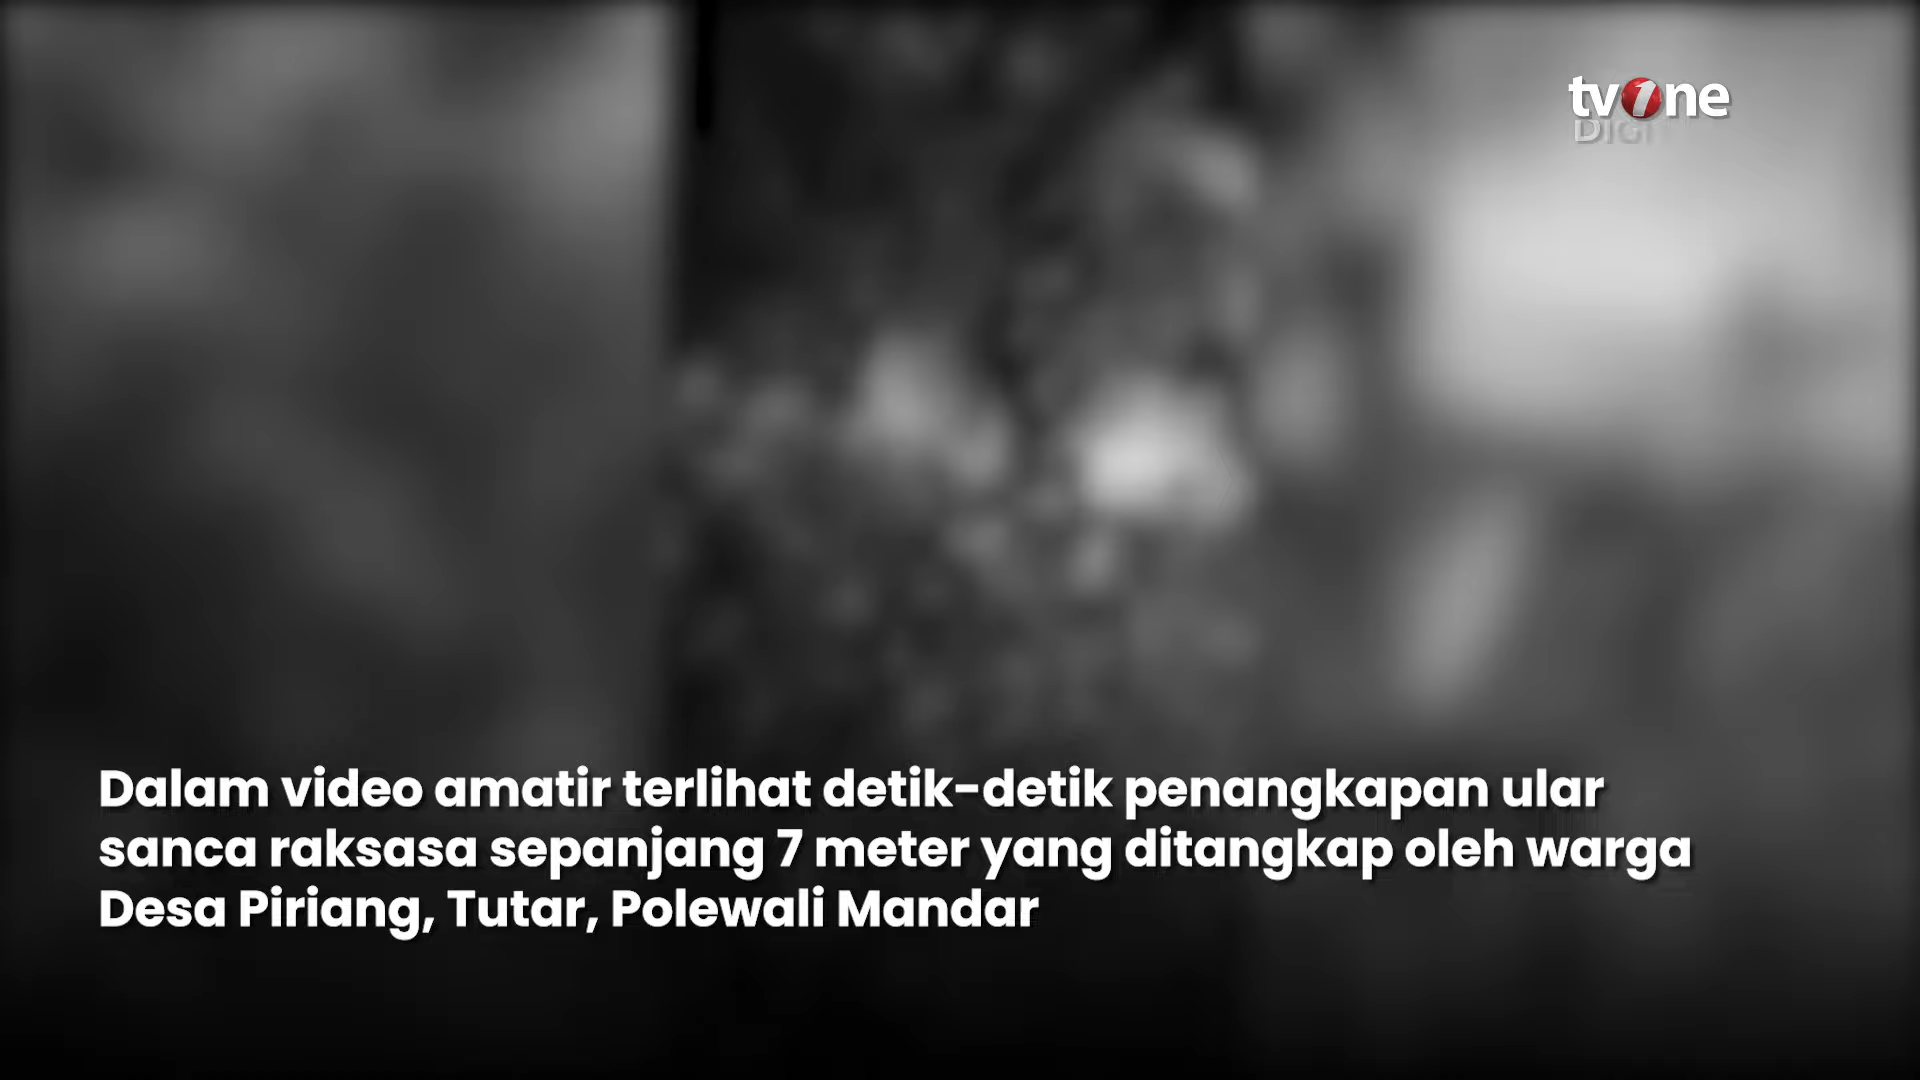 tvOne
DIGI
Dalam video amatir terlihat detik-detik penangkapan ular
sanca raksasa sepanjang 7 meter yang ditangkap oleh warga
Desa Piriang, Tutar, Polewali Mandar